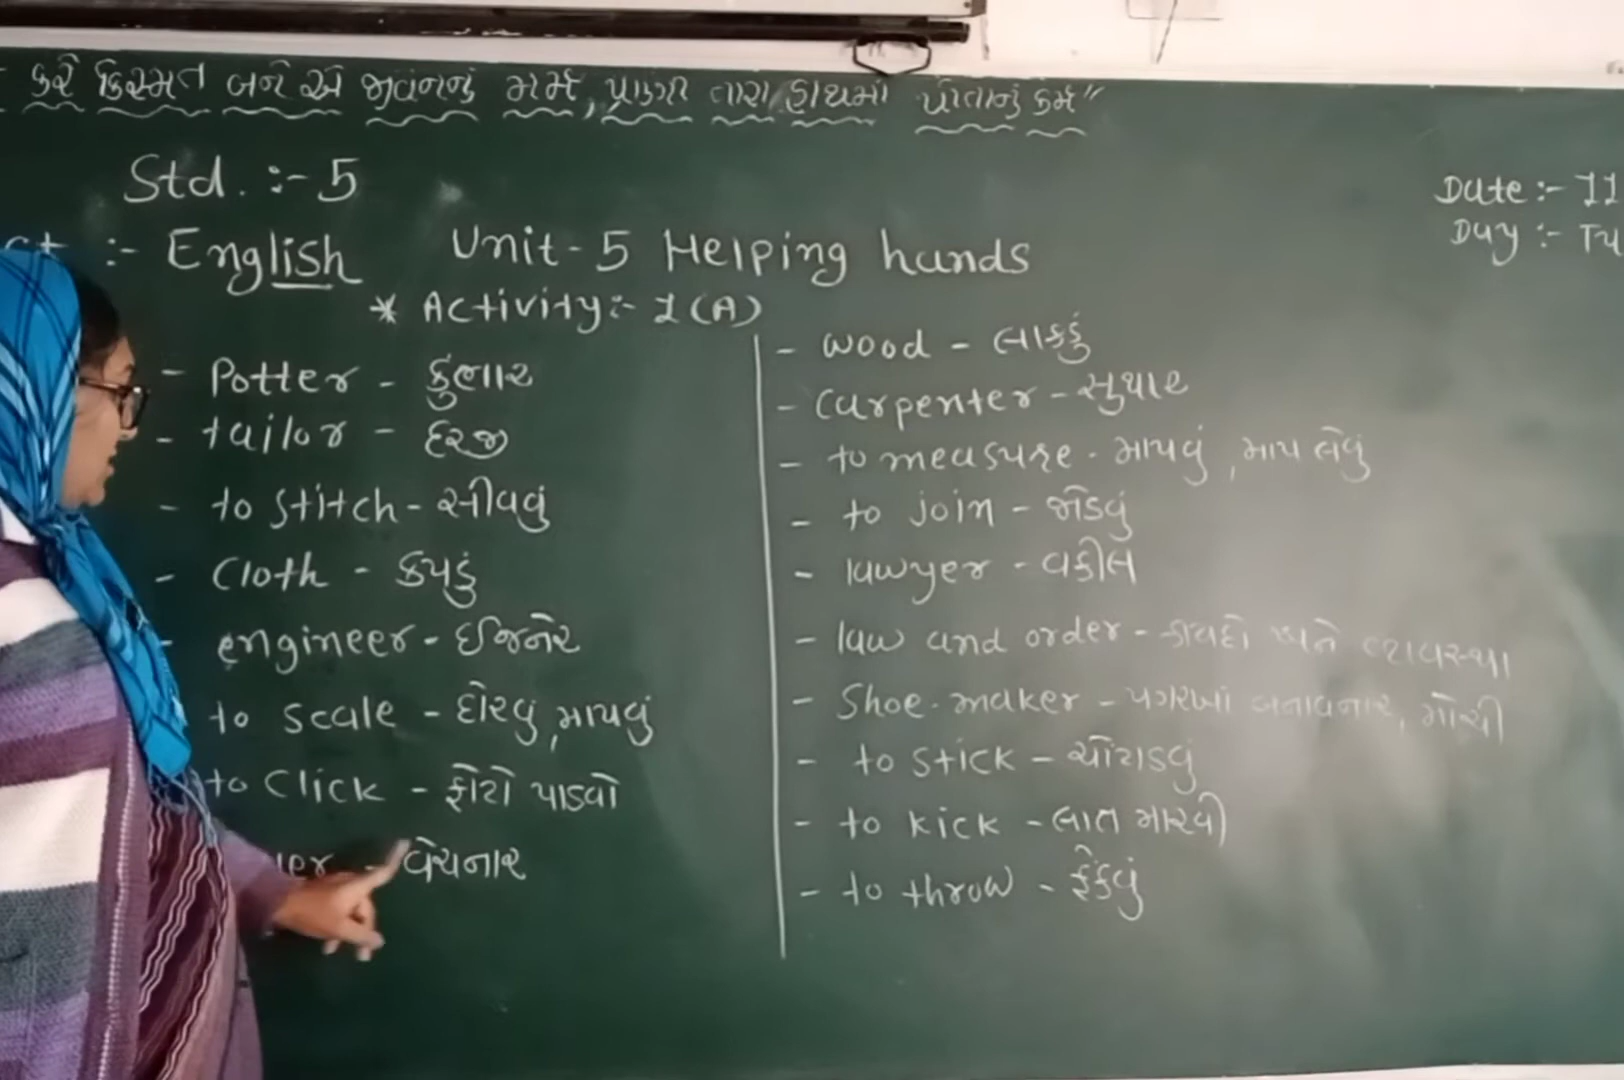 કરે કિસ્મત બને એ જીવનનું મર્મ, તારા હાથમાં પોતાનું કર્મ"
Std. :- 5
Date :- 11
:- English Unit - 5 Helping hands
Day :- Tu
* Activity :- 1 (A)
- Potter - કુંભાર
- tailor - દરજી
- to stitch - સીવવું
- Cloth - કપડું
- engineer - ઈજનેર
to scale - દોરવું, માપવું
to click - ફોટો પાડવો
- વેચનાર
- wood - લાકડું
- carpenter - સુથાર
- to measure - માપવું, માપ લેવું
- to join - જોડવું
- lawyer - વકીલ
- law and order - કાયદો અને વ્યવસ્થા
- Shoe-maker - પગરખાં બનાવનાર, મોચી
- to stick - ચોંટાડવું
- to kick - લાત મારવી
- to throw - ફેંકવું